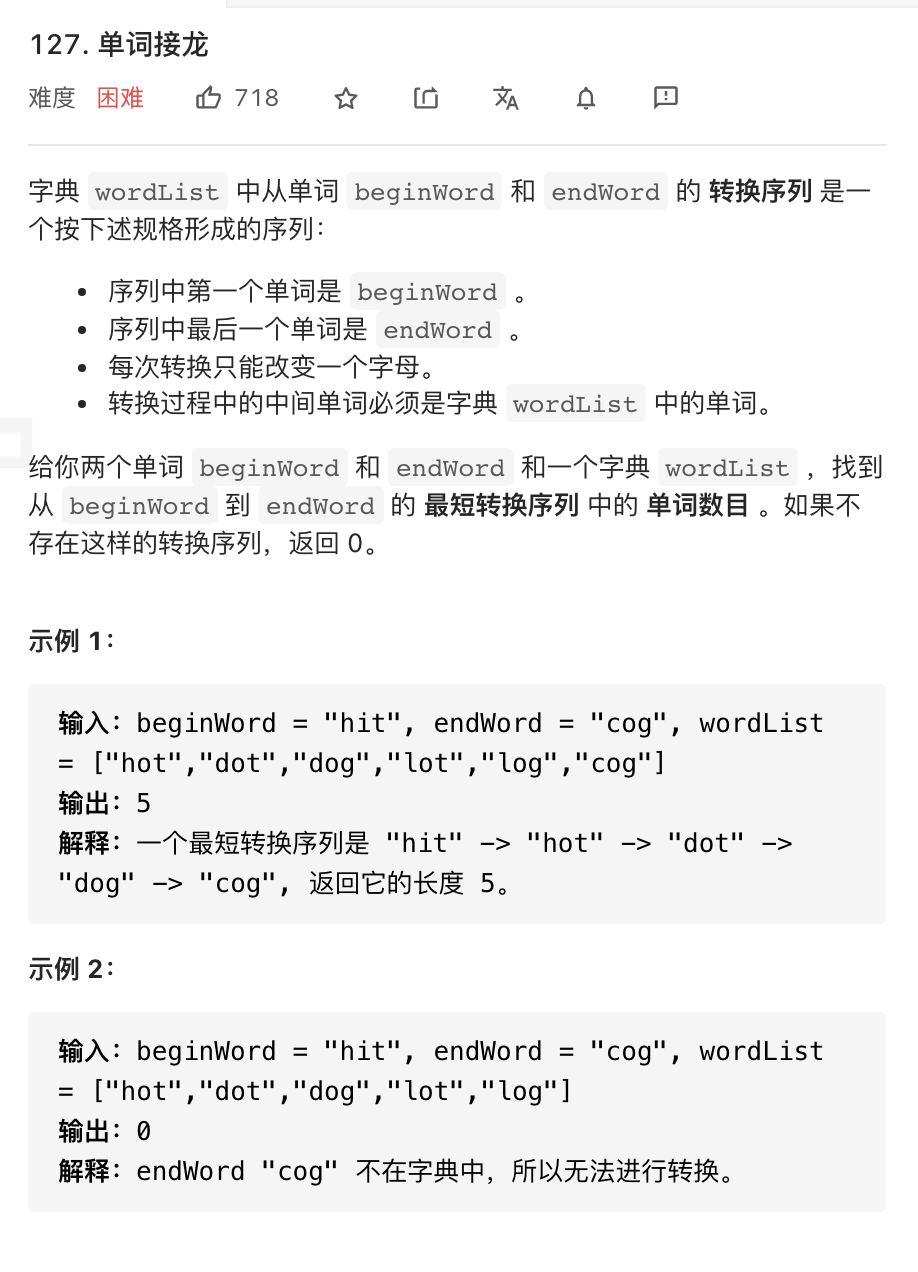 127. 单词接龙
难度 困难 718
字典 wordList 中从单词 beginWord 和 endWord 的 转换序列 是一
个按下述规格形成的序列：
• 序列中第一个单词是 beginWord 。
• 序列中最后一个单词是 endWord 。
• 每次转换只能改变一个字母。
• 转换过程中的中间单词必须是字典 wordList 中的单词。
给你两个单词 beginWord 和 endWord 和一个字典 wordList ，找到
从 beginWord 到 endWord 的 最短转换序列 中的 单词数目 。如果不
存在这样的转换序列，返回 0。
示例 1：
输入：beginWord = "hit", endWord = "cog", wordList
= ["hot","dot","dog","lot","log","cog"]
输出：5
解释：一个最短转换序列是 "hit" -> "hot" -> "dot" ->
"dog" -> "cog", 返回它的长度 5。
示例 2：
输入：beginWord = "hit", endWord = "cog", wordList
= ["hot","dot","dog","lot","log"]
输出：0
解释：endWord "cog" 不在字典中，所以无法进行转换。